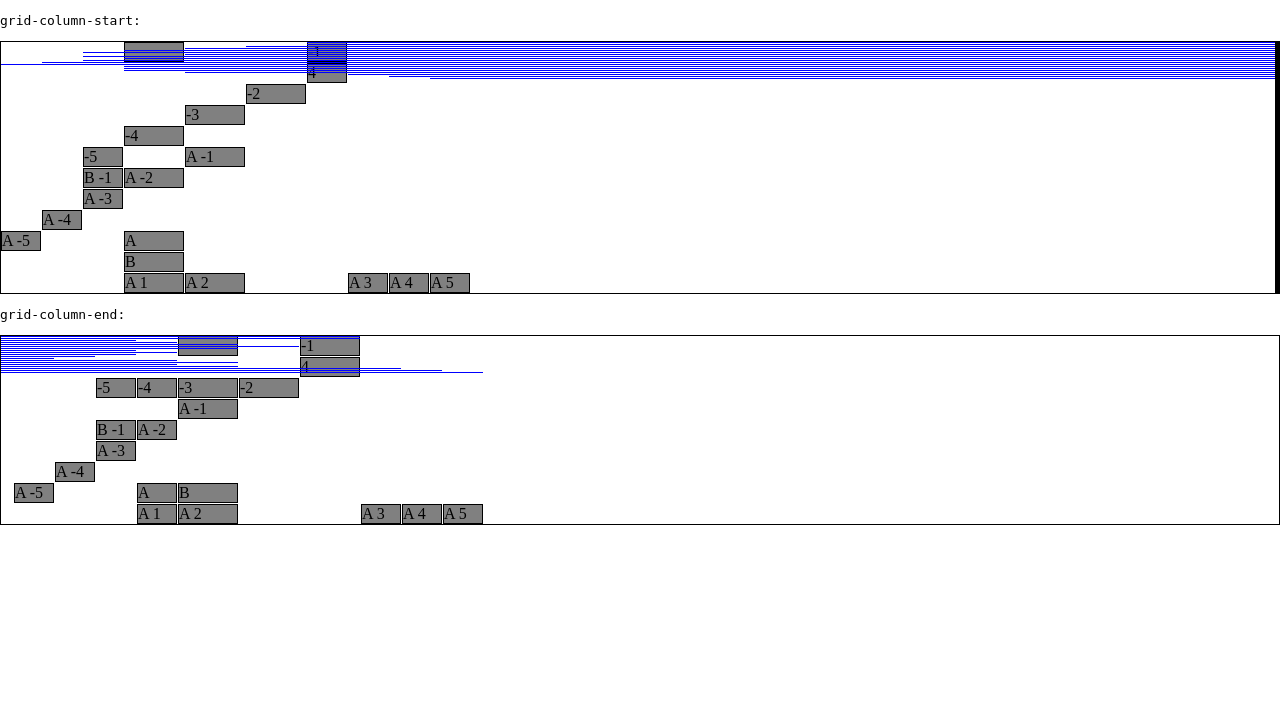 grid-column-start:
4
-2
-3
-4
-5 A -1
B -1 A -2
A -3
A -4
A -5 A
B
A 1 A 2 A 3 A 4 A 5
grid-column-end:
-1
4
-5 -4 -3 -2
A -1
B -1 A -2
A -3
A -4
A -5 A B
A 1 A 2 A 3 A 4 A 5